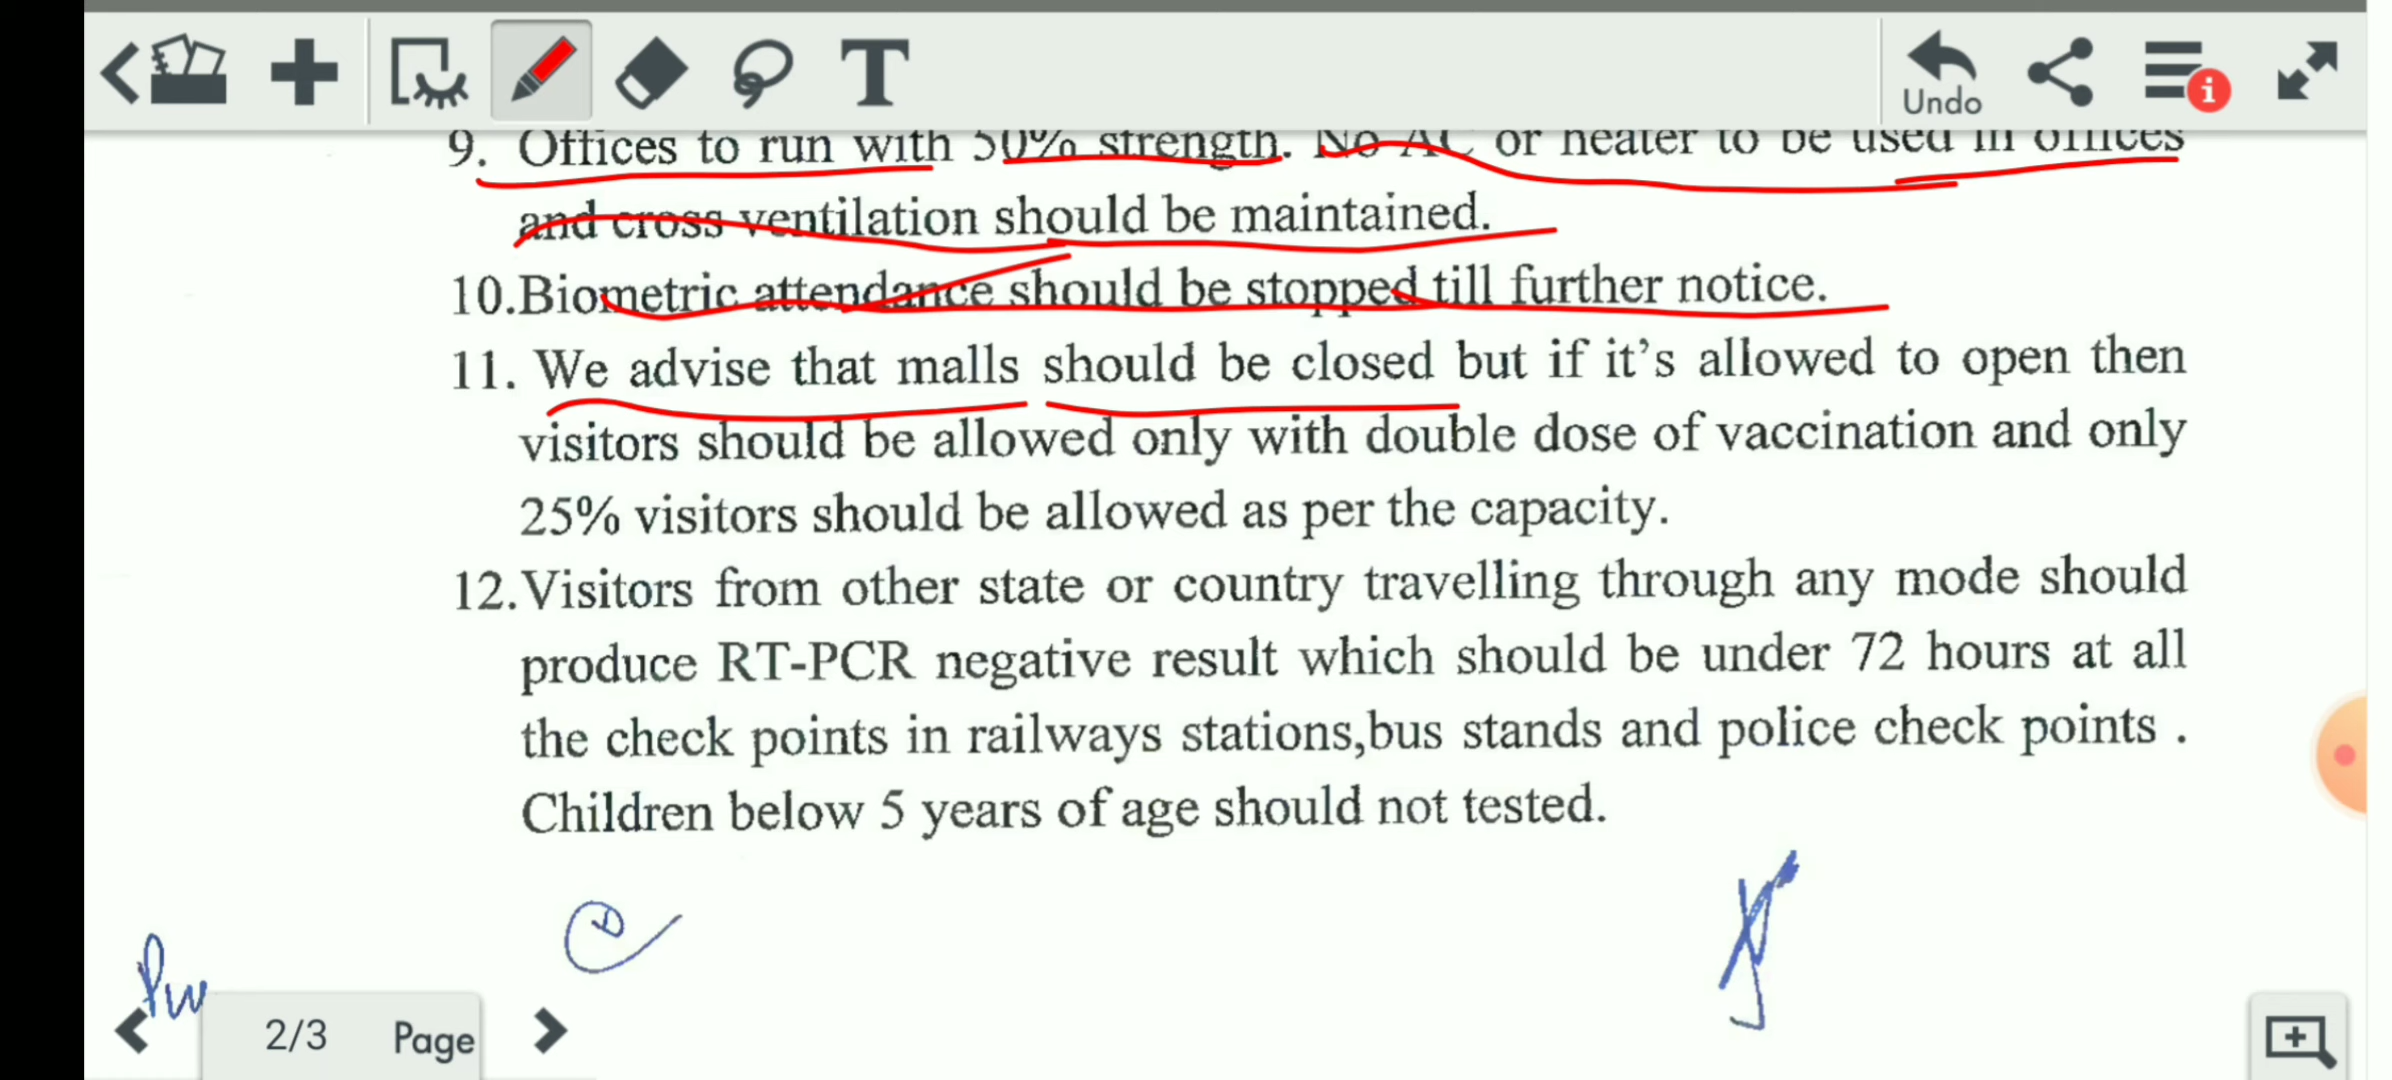 Undo
9. Offices to run with 50% strength. No AC or heater to be used in offices
and cross ventilation should be maintained.
10.Biometric attendance should be stopped till further notice.
11. We advise that malls should be closed but if it's allowed to open then
visitors should be allowed only with double dose of vaccination and only
25% visitors should be allowed as per the capacity.
12.Visitors from other state or country travelling through any mode should
produce RT-PCR negative result which should be under 72 hours at all
the check points in railways stations,bus stands and police check points .
Children below 5 years of age should not tested.
2/3 Page